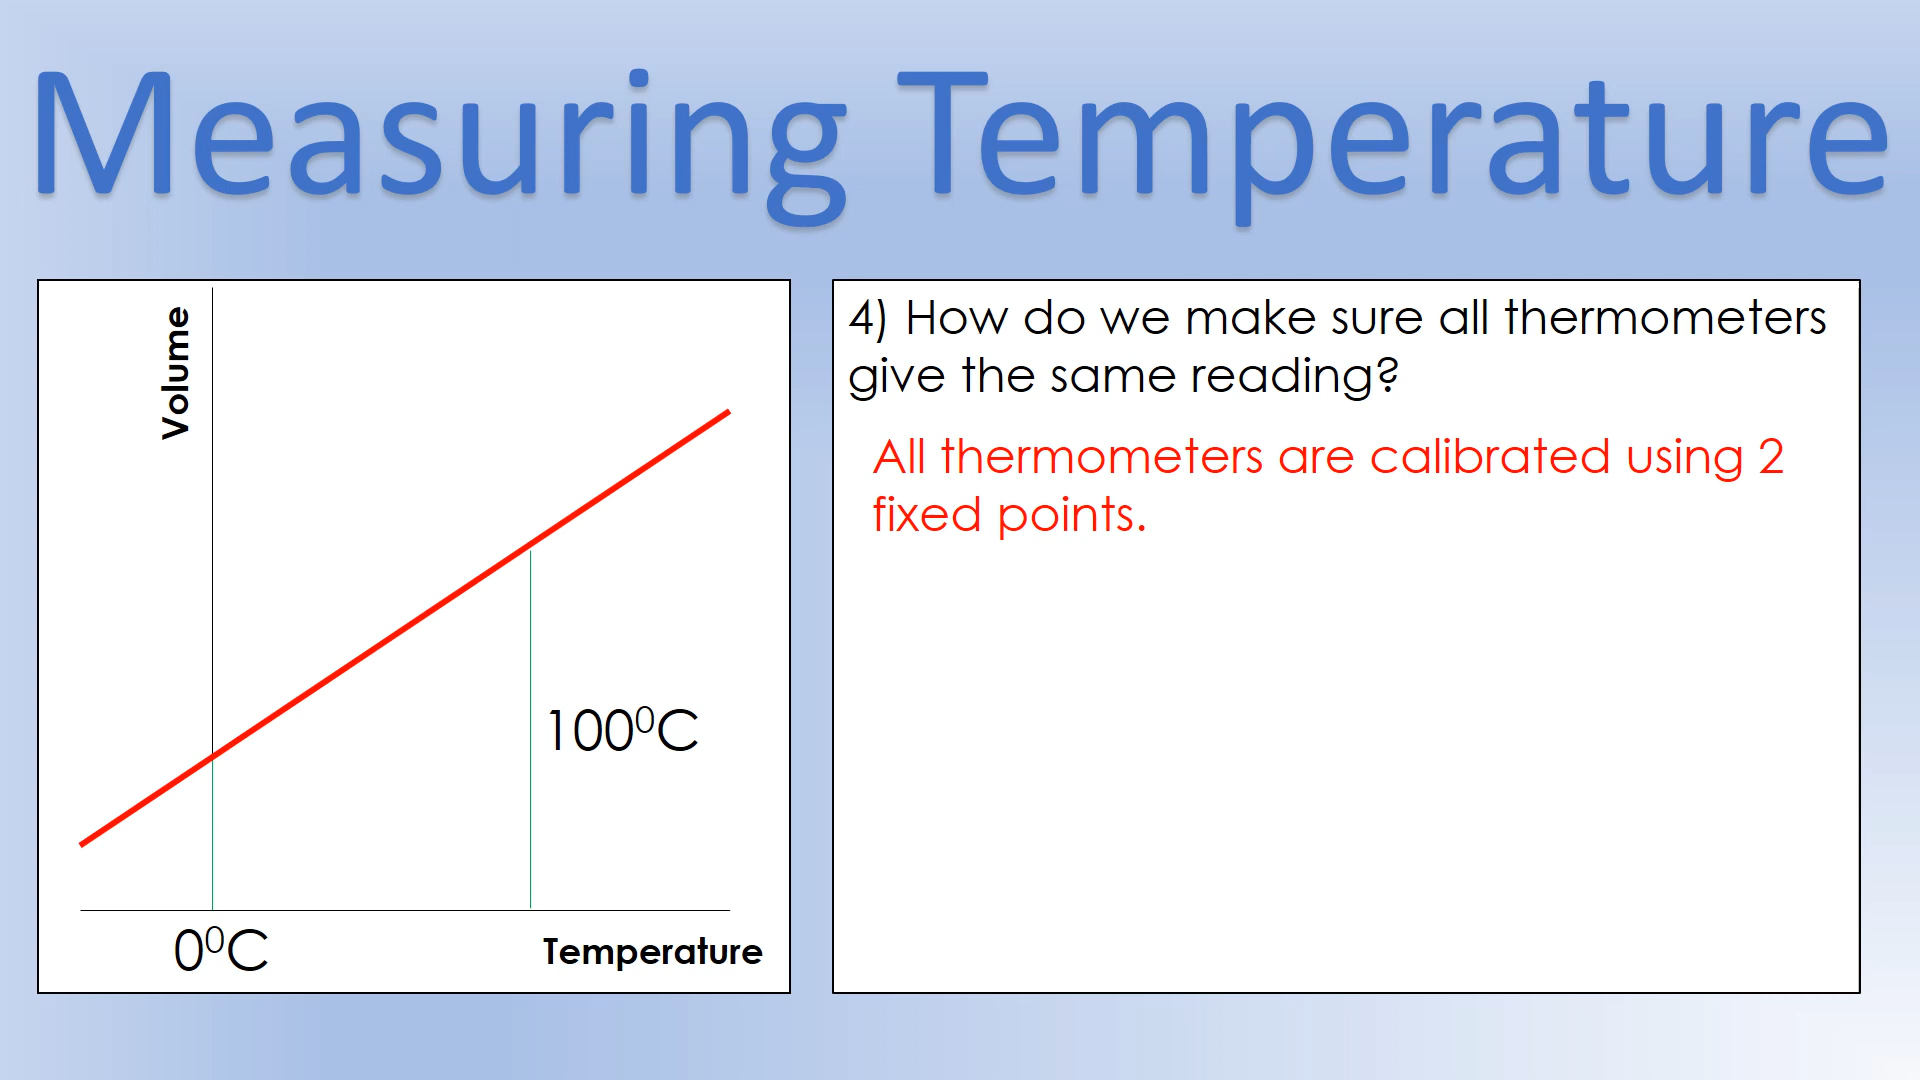 Measuring Temperature
Volume
100⁰C
0⁰C
Temperature
4) How do we make sure all thermometers
give the same reading?
All thermometers are calibrated using 2
fixed points.